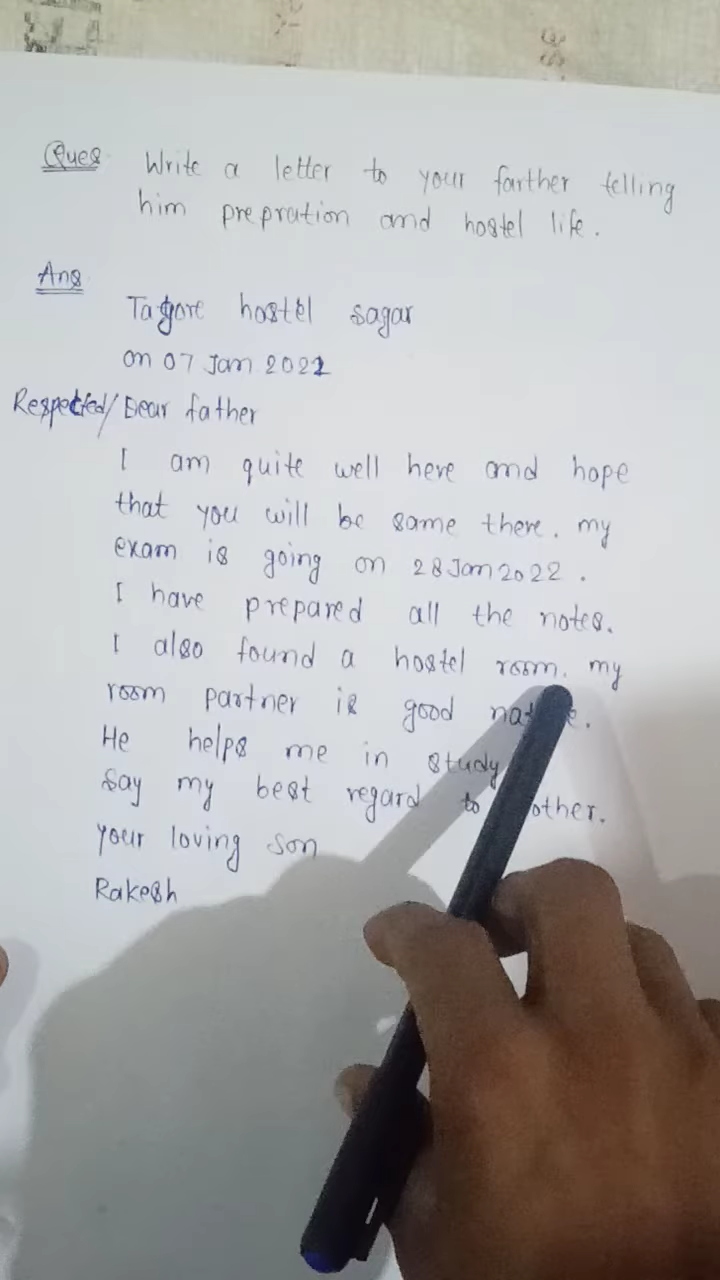 Ques Write a letter to your farther telling
him prepration and hostel life.
Ans
Tagore hostel sagar
on 07 Jan 2022
Respected/Dear father
I am quite well here and hope
that you will be same there. my
exam is going on 28 Jan 2022.
I have prepared all the notes.
I also found a hostel room. my
room partner is good
He helps me in study
Say my best regard to other.
your loving son
Rakesh